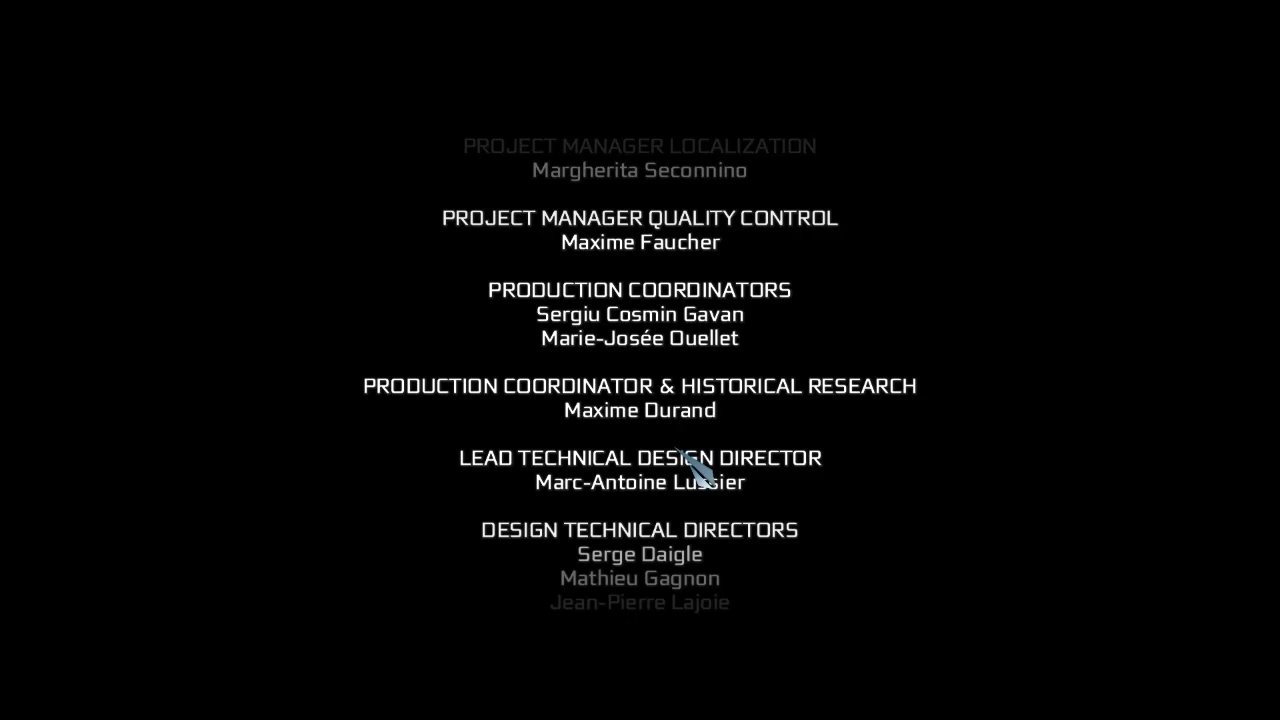 PROJECT MANAGER LOCALIZATION
Margherita Seconnino
PROJECT MANAGER QUALITY CONTROL
Maxime Faucher
PRODUCTION COORDINATORS
Sergiu Cosmin Gavan
Marie-Josée Ouellet
PRODUCTION COORDINATOR & HISTORICAL RESEARCH
Maxime Durand
LEAD TECHNICAL DESIGN DIRECTOR
Marc-Antoine Lussier
DESIGN TECHNICAL DIRECTORS
Serge Daigle
Mathieu Gagnon
Jean-Pierre Lajoie